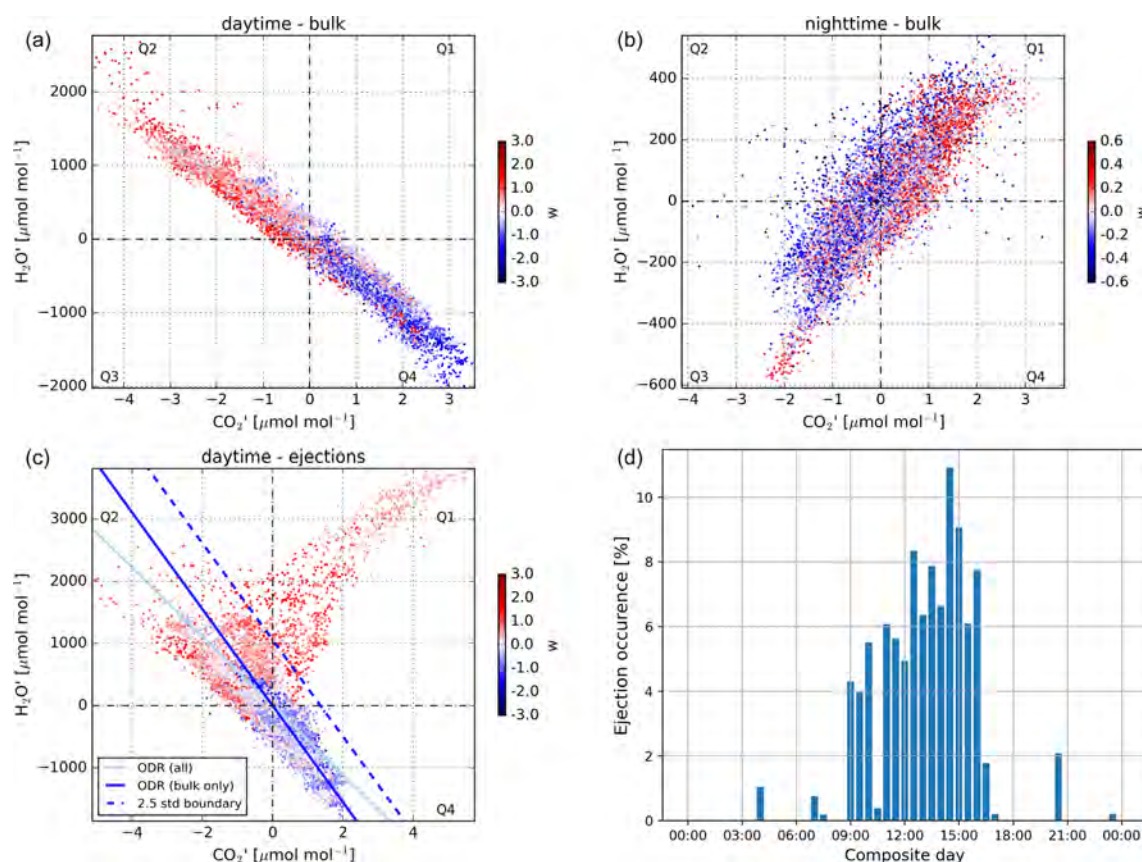 (a)
daytime - bulk
Q2
Q1
2000
1000
0
−1000
−2000
H₂O' [μmol mol⁻¹]
Q3
Q4
−4 −3 −2 −1 0 1 2 3
CO₂' [μmol mol⁻¹]
3.0
2.0
1.0
0.0
-1.0
-2.0
-3.0
w
(b)
nighttime - bulk
Q2
Q1
400
200
0
−200
−400
−600
H₂O' [μmol mol⁻¹]
Q3
Q4
−3 −2 −1 0 1 2 3
CO₂' [μmol mol⁻¹]
0.6
0.4
0.2
0.0
-0.2
-0.4
-0.6
w
(c)
daytime - ejections
Q2
Q1
3000
2000
1000
0
−1000
H₂O' [μmol mol⁻¹]
ODR (all)
ODR (bulk only)
2.5 std boundary
Q4
−4 −2 0 2 4
CO₂' [μmol mol⁻¹]
3.0
2.0
1.0
0.0
-1.0
-2.0
-3.0
w
(d)
10
8
6
4
2
0
Ejection occurence [%]
00:00 03:00 06:00 09:00 12:00 15:00 18:00 21:00 00:00
Composite day